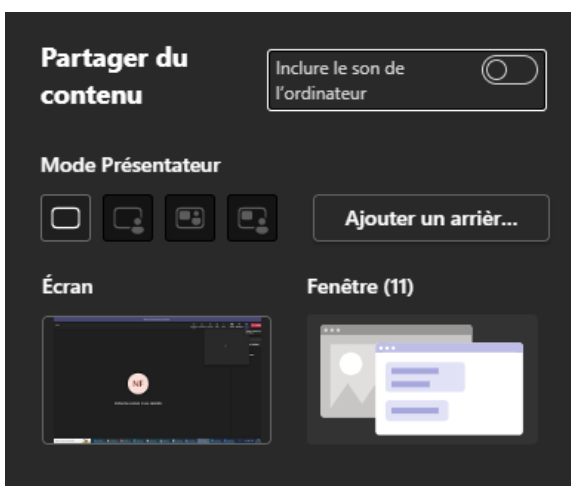 Partager du
contenu
Inclure le son de
l'ordinateur
Mode Présentateur
Ajouter un arrièr...
Écran
Fenêtre (11)
NF